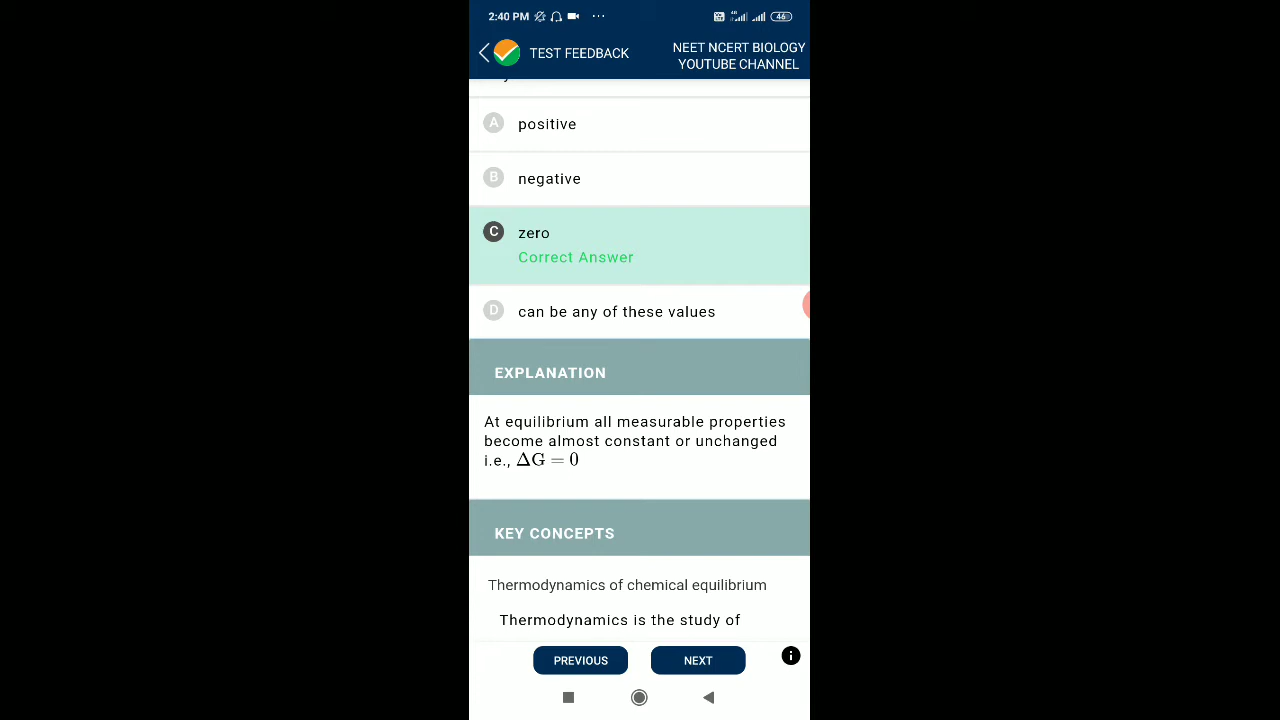 2:40 PM
46
TEST FEEDBACK
NEET NCERT BIOLOGY
YOUTUBE CHANNEL
A positive
B negative
C zero
Correct Answer
D can be any of these values
EXPLANATION
At equilibrium all measurable properties
become almost constant or unchanged
i.e., ΔG = 0
KEY CONCEPTS
Thermodynamics of chemical equilibrium
Thermodynamics is the study of
PREVIOUS
NEXT